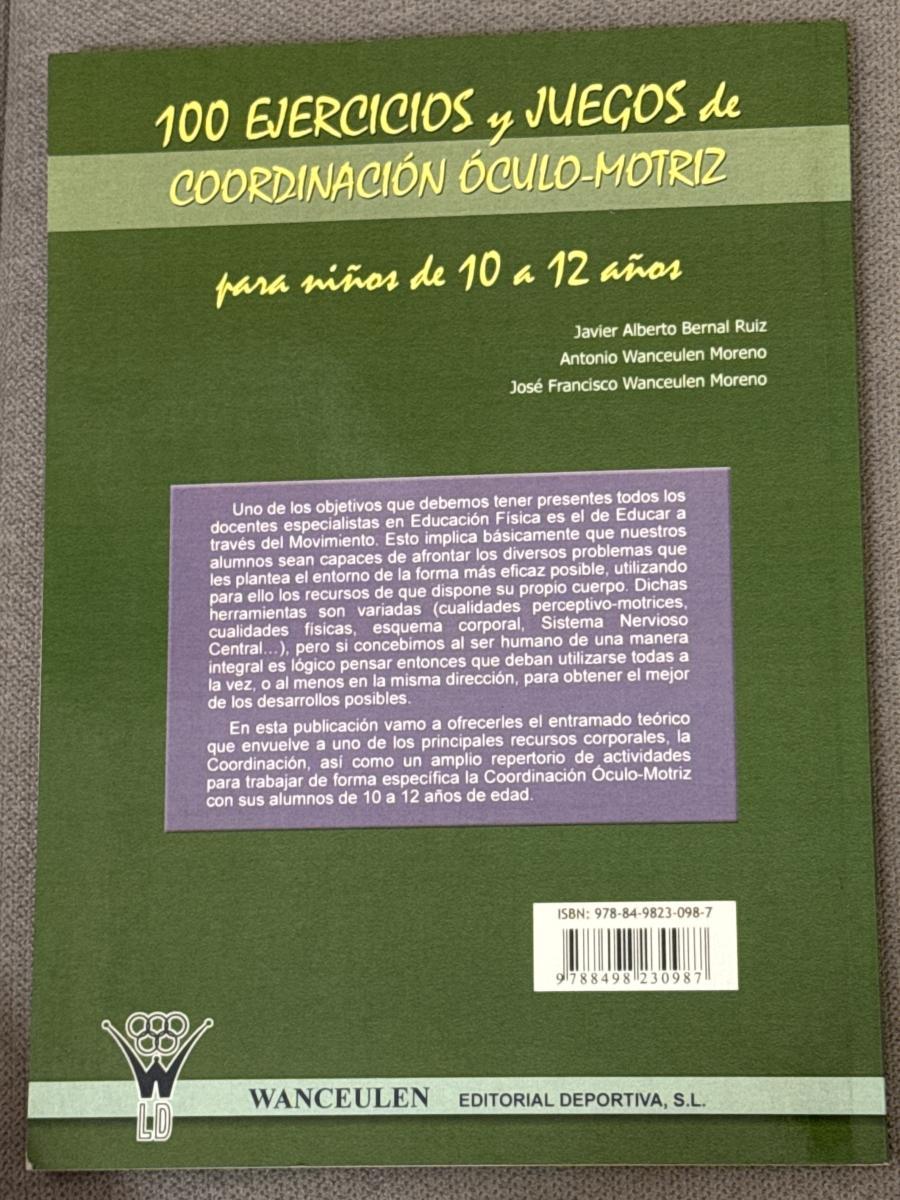 100 EJERCICIOS y JUEGOS de
COORDINACIÓN ÓCULO-MOTRIZ
para niños de 10 a 12 años
Javier Alberto Bernal Ruiz
Antonio Wanceulen Moreno
José Francisco Wanceulen Moreno
Uno de los objetivos que debemos tener presentes todos los
docentes especialistas en Educación Física es el de Educar a
través del Movimiento. Esto implica básicamente que nuestros
alumnos sean capaces de afrontar los diversos problemas que
les plantea el entorno de la forma más eficaz posible, utilizando
para ello los recursos de que dispone su propio cuerpo. Dichas
herramientas son variadas (cualidades perceptivo-motrices,
cualidades físicas, esquema corporal, Sistema Nervioso
Central...), pero si concebimos al ser humano de una manera
integral es lógico pensar entonces que deban utilizarse todas a
la vez, o al menos en la misma dirección, para obtener el mejor
de los desarrollos posibles.
En esta publicación vamo a ofrecerles el entramado teórico
que envuelve a uno de los principales recursos corporales, la
Coordinación, así como un amplio repertorio de actividades
para trabajar de forma específica la Coordinación Óculo-Motriz
con sus alumnos de 10 a 12 años de edad.
ISBN: 978-84-9823-098-7
9 788498 230987
W
LD
WANCEULEN EDITORIAL DEPORTIVA, S.L.